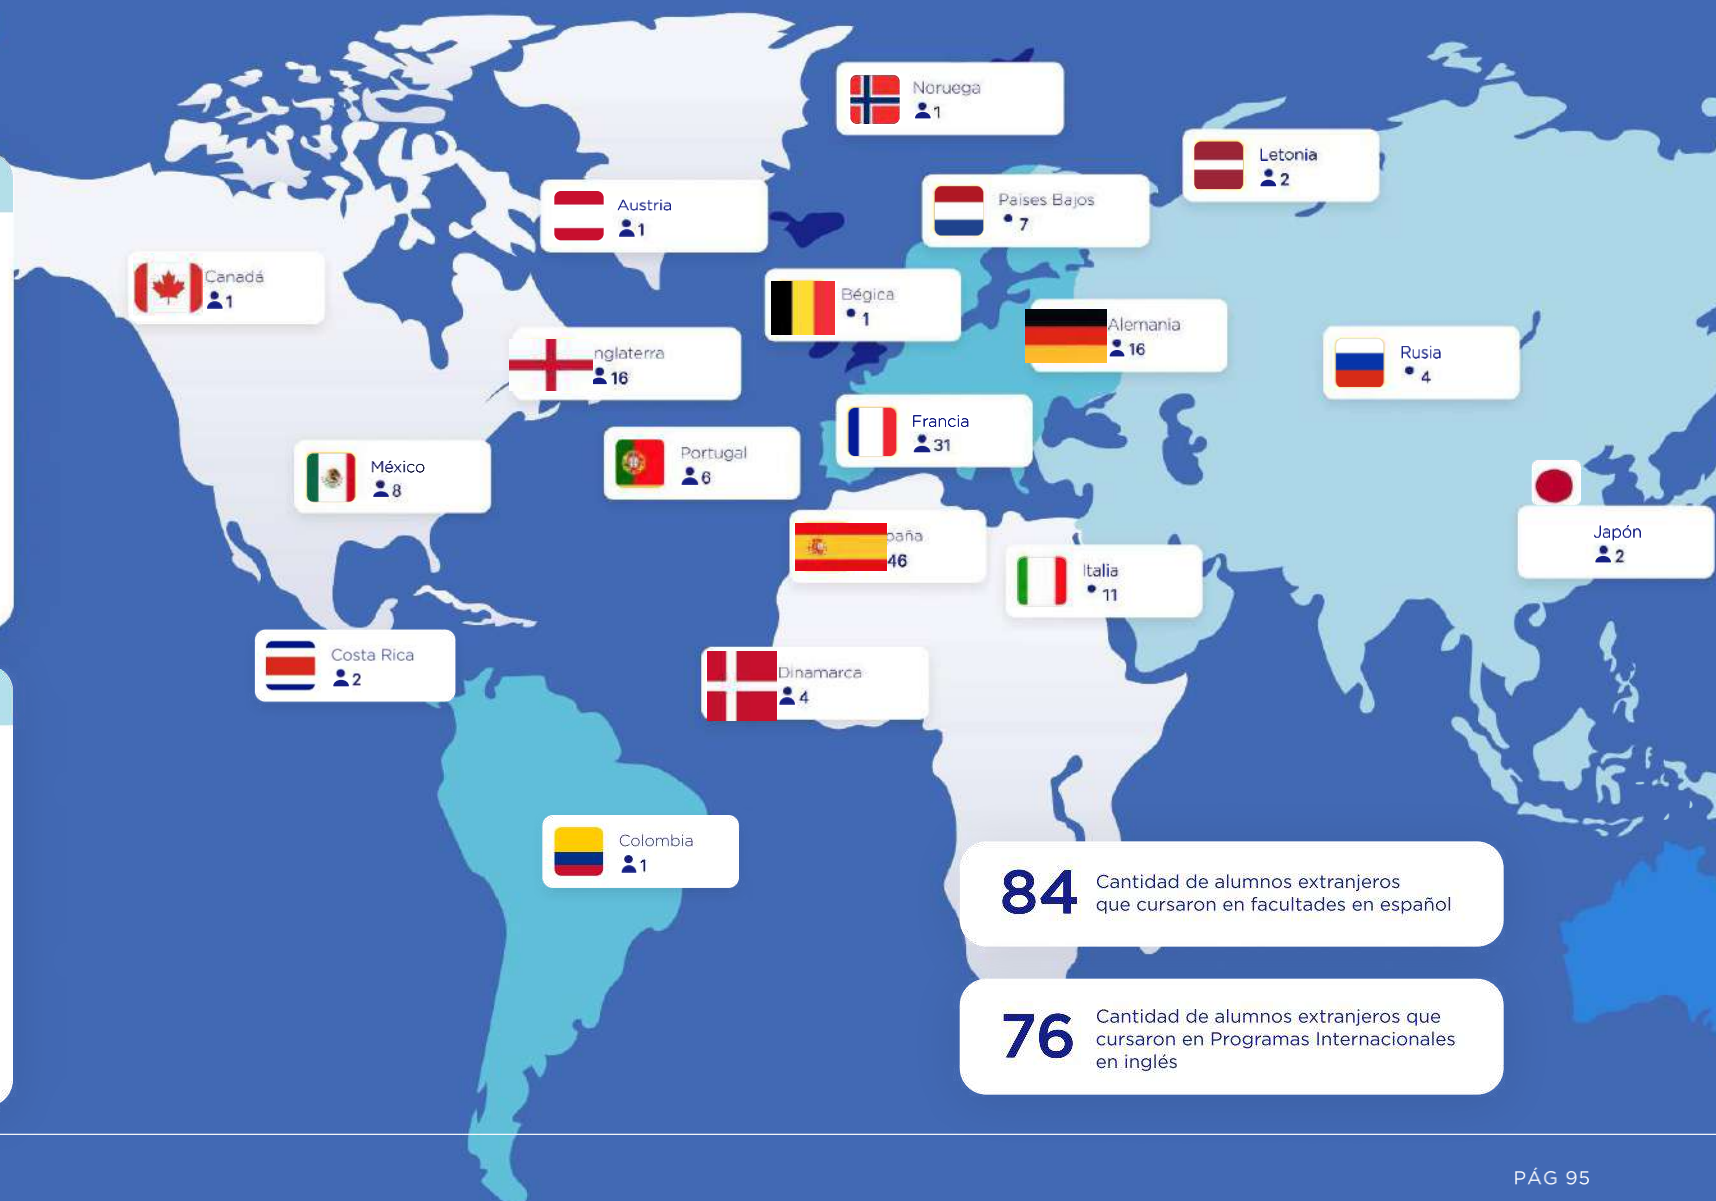 Noruega
1
Letonia
2
Austria
1
Países Bajos
7
Canadá
1
Bégica
1
Alemania
16
nglaterra
16
Rusia
4
Francia
31
México
8
Portugal
6
paña
46
Japón
2
Italia
11
Costa Rica
2
Dinamarca
4
Colombia
1
84
Cantidad de alumnos extranjeros
que cursaron en facultades en español
76
Cantidad de alumnos extranjeros que
cursaron en Programas Internacionales
en inglés
PÁG 95